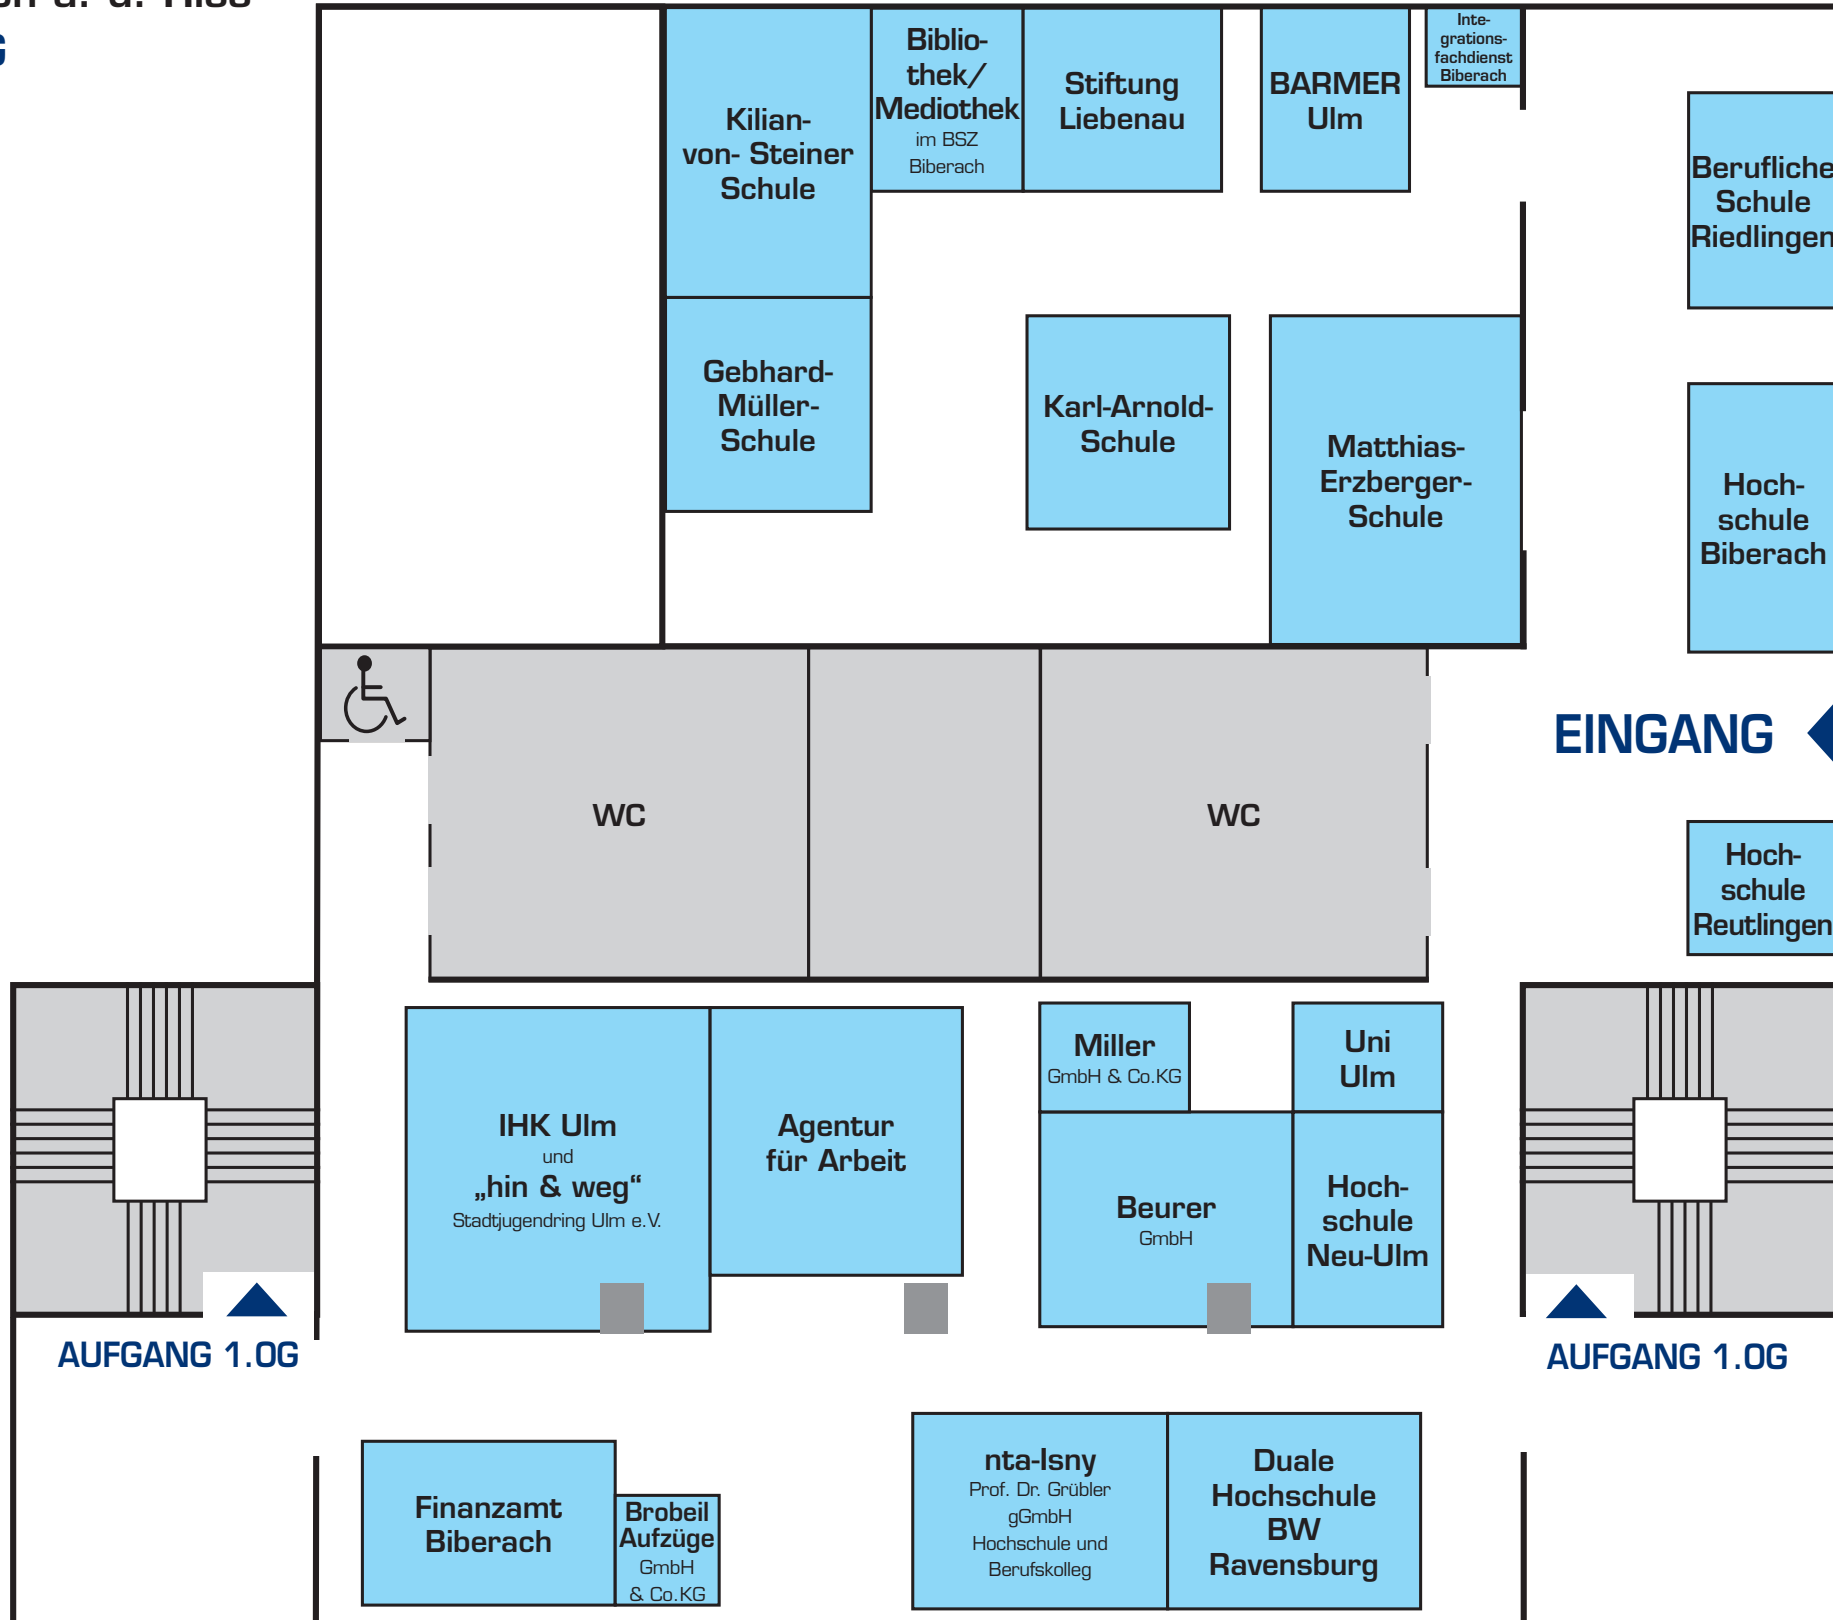 Kilian-
von- Steiner
Schule
Biblio-
thek/
Mediothek
im BSZ
Biberach
Stiftung
Liebenau
BARMER
Ulm
Inte-
grations-
fachdienst
Biberach
Berufliche
Schule
Riedlingen
Gebhard-
Müller-
Schule
Karl-Arnold-
Schule
Matthias-
Erzberger-
Schule
Hoch-
schule
Biberach
EINGANG
WC
WC
Hoch-
schule
Reutlingen
IHK Ulm
und
„hin & weg“
Stadtjugendring Ulm e.V.
Agentur
für Arbeit
Miller
GmbH & Co.KG
Uni
Ulm
Beurer
GmbH
Hoch-
schule
Neu-Ulm
AUFGANG 1.OG
AUFGANG 1.OG
Finanzamt
Biberach
Brobeil
Aufzüge
GmbH
& Co.KG
nta-Isny
Prof. Dr. Grübler
gGmbH
Hochschule und
Berufskolleg
Duale
Hochschule
BW
Ravensburg